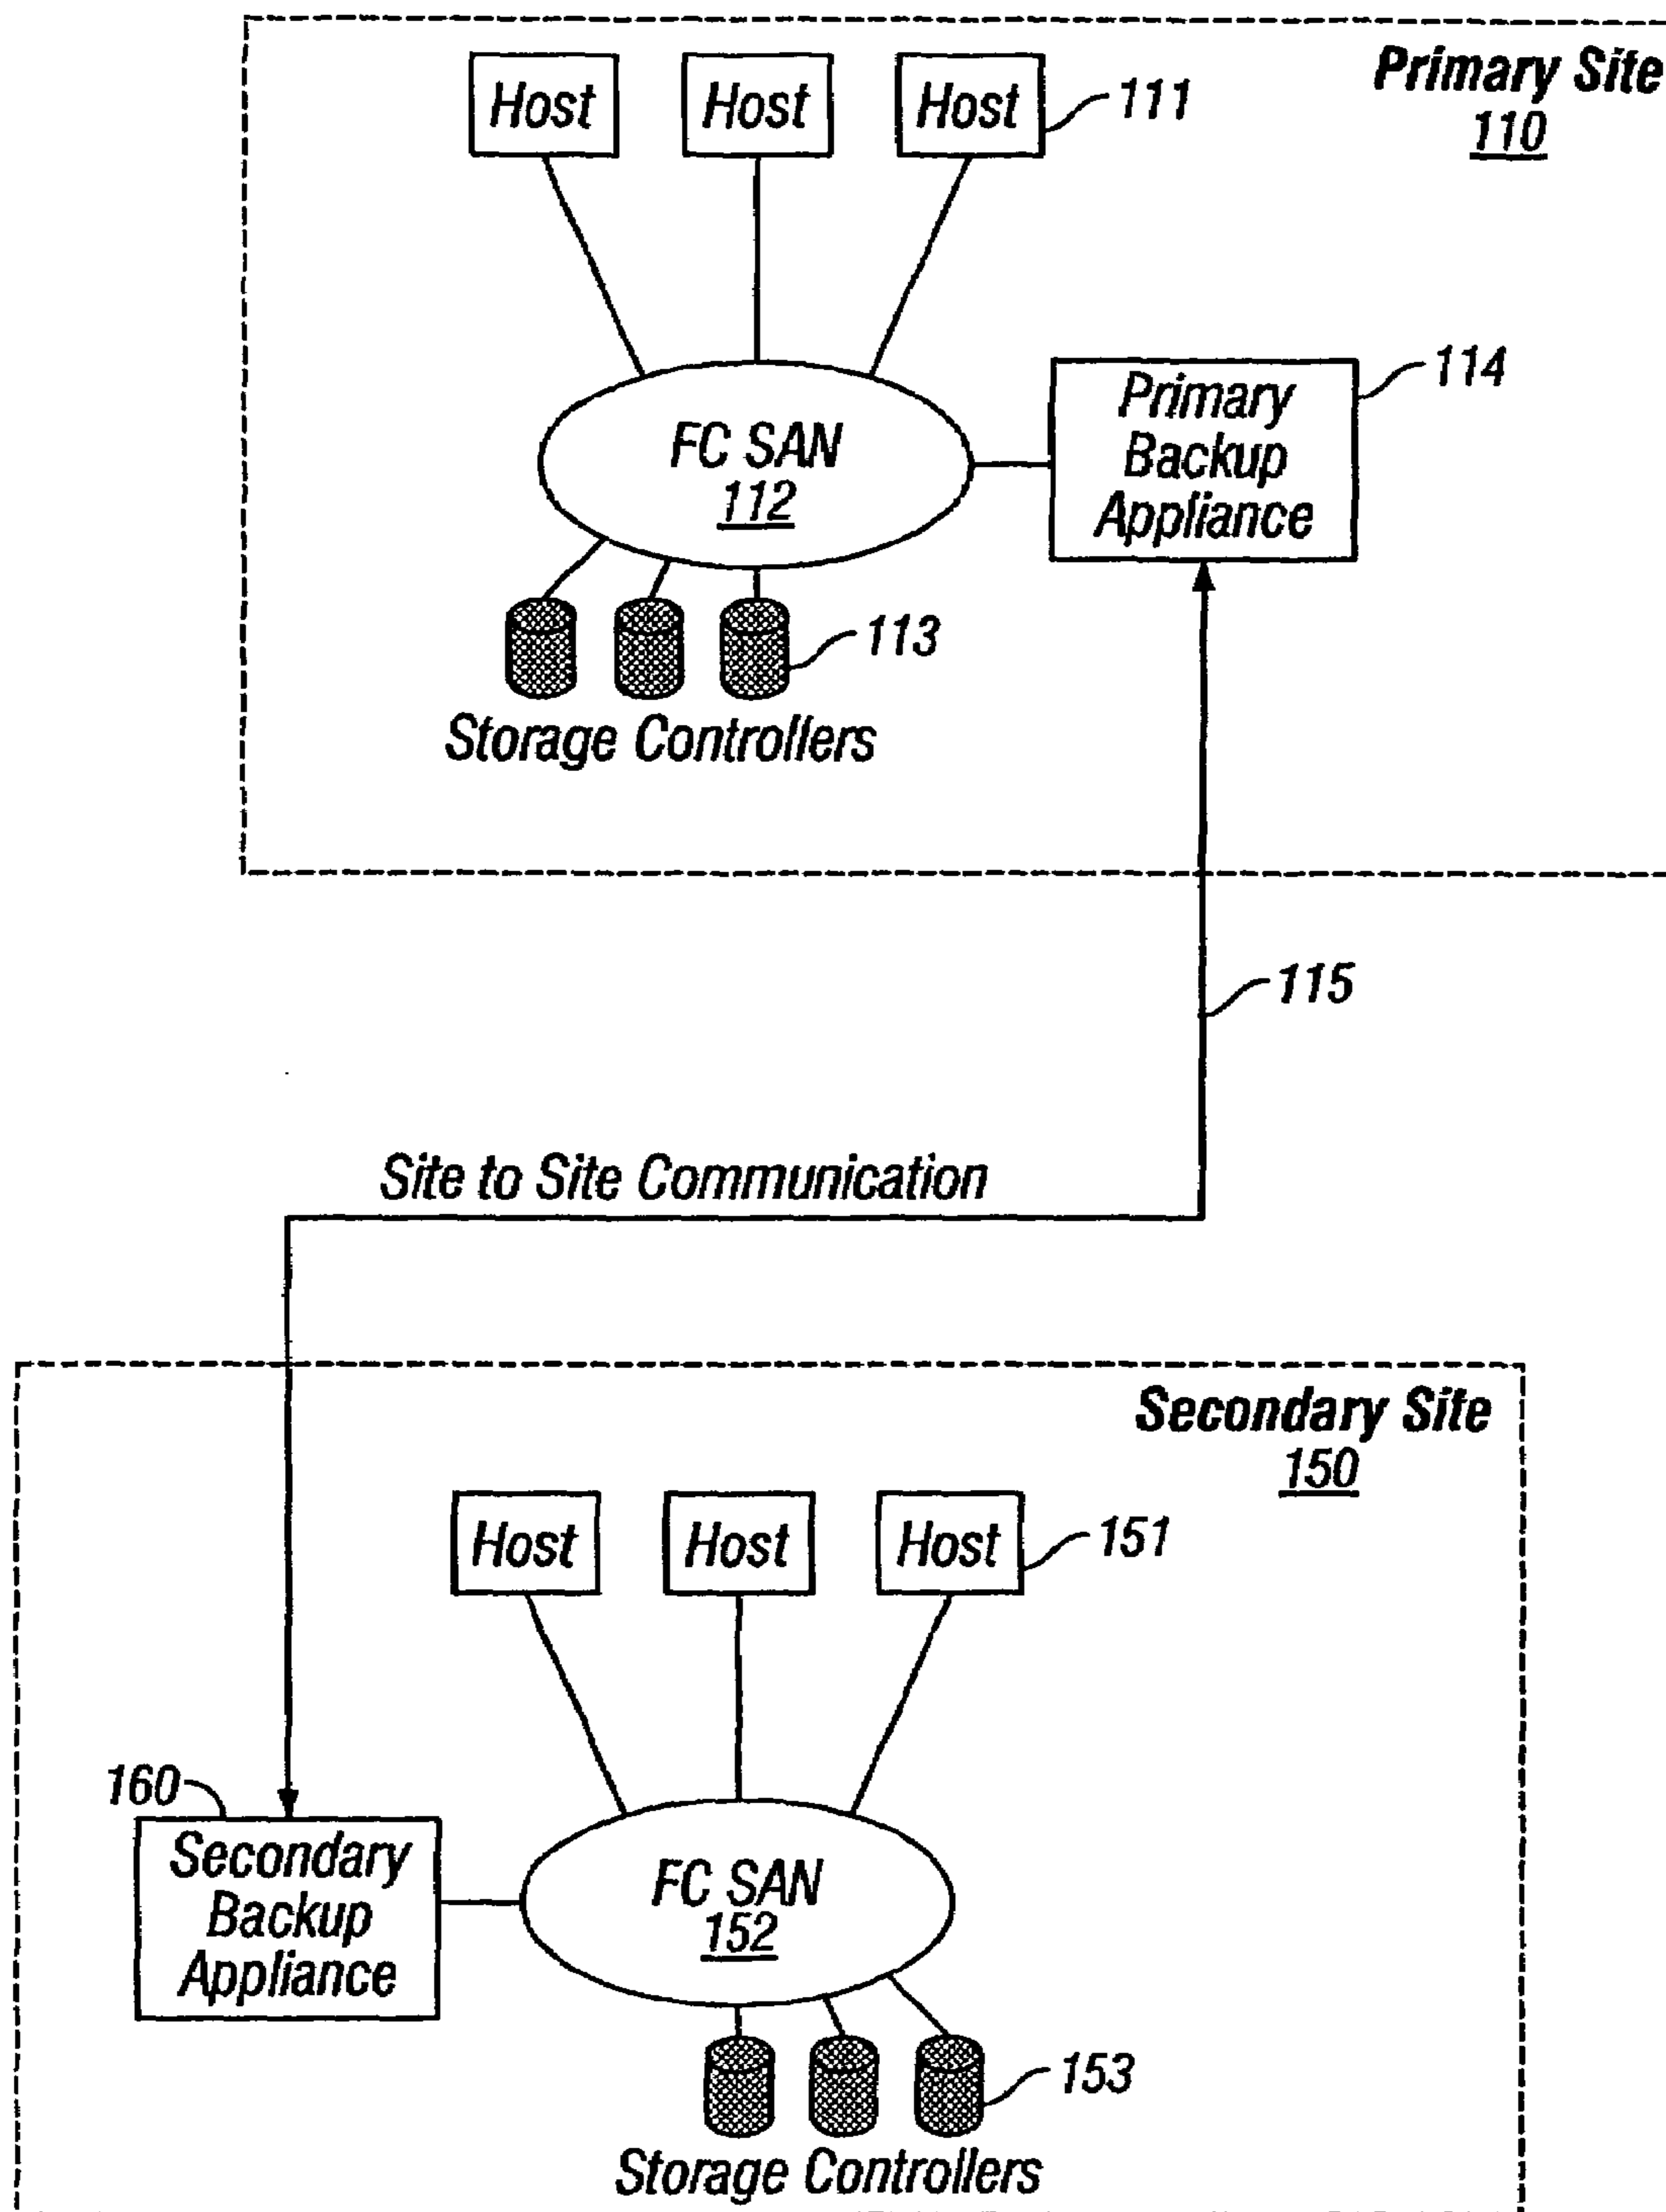 Primary Site
110
Host
Host
Host
111
FC SAN
112
Primary
Backup
Appliance
114
113
Storage Controllers
115
Site to Site Communication
Secondary Site
150
Host
Host
Host
151
160
Secondary
Backup
Appliance
FC SAN
152
153
Storage Controllers